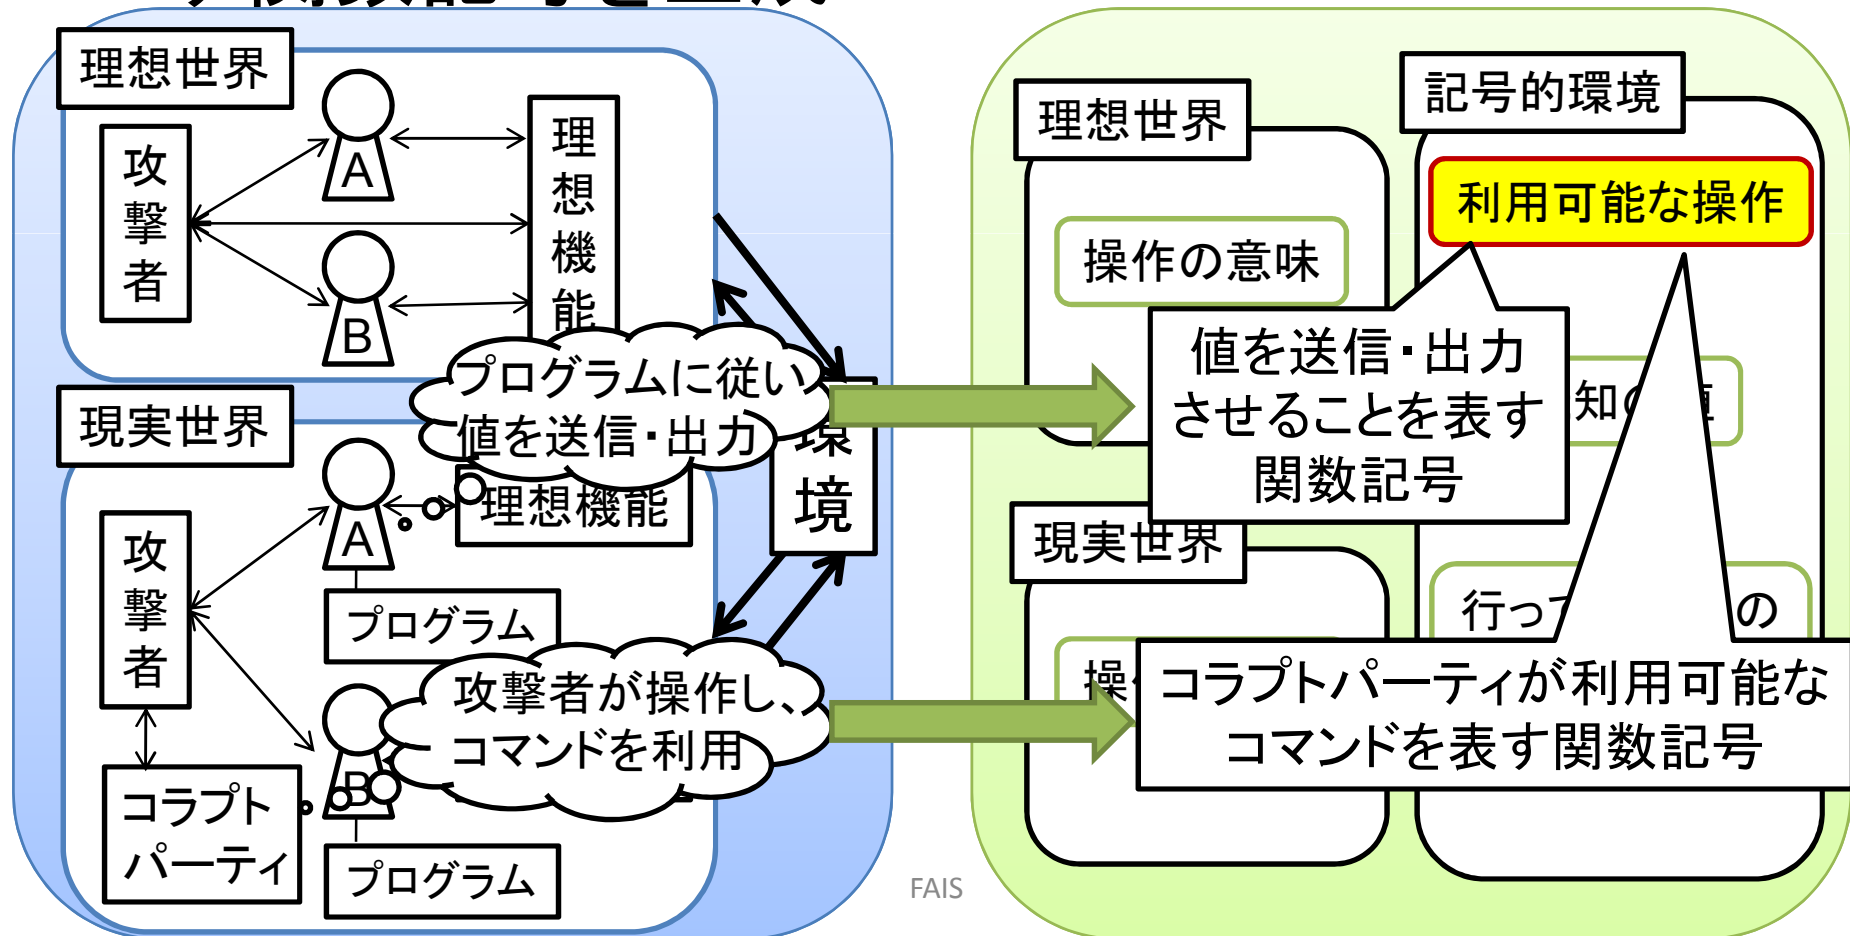 理想世界
攻撃者
A
B
理想機能
プログラムに従い
値を送信・出力
環境
現実世界
攻撃者
A
理想機能
プログラム
攻撃者が操作し、
コマンドを利用
B
コラプト
パーティ
プログラム
FAIS
理想世界
操作の意味
記号的環境
利用可能な操作
値を送信・出力
させることを表す
関数記号
知の
現実世界
操
行っ
の
コラプトパーティが利用可能な
コマンドを表す関数記号